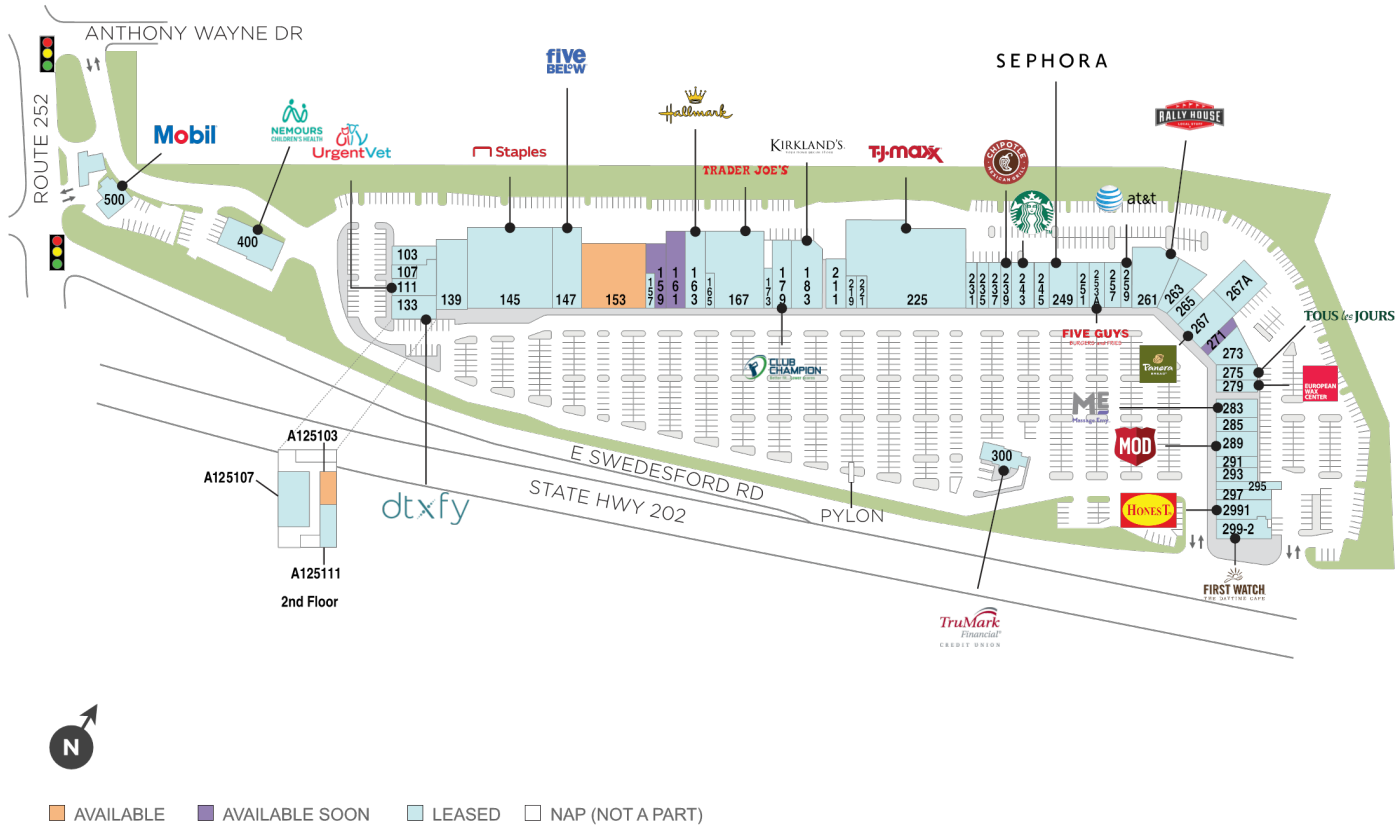 ANTHONY WAYNE DR
ROUTE 252
five
BELOW
SEPHORA
Hallmark
RALLY HOUSE
Mobil
NEMOURS
CHILDREN'S HEALTH
UrgentVet
Staples
TRADER JOE'S
KIRKLAND'S
T·J·maxx
CHIPOTLE
MEXICAN GRILL
at&t
500
400
103
107
111
133
139
145
147
153
157
159
161
163
165
167
173
179
183
211
219
221
225
231
235
237
239
243
245
249
251
253A
257
259
261
263
265
267
267A
271
273
275
279
283
285
289
291
293
295
297
2991
299-2
300
TOUS les JOURS
FIVE GUYS
BURGERS and FRIES
Panera
BREAD
EUROPEAN
WAX
CENTER
CLUB
CHAMPION
ME
Massage Envy
MOD
HONEST
A125103
A125107
A125111
2nd Floor
dtxfy
E SWEDESFORD RD
STATE HWY 202
PYLON
FIRST WATCH
THE DAYTIME CAFE
TruMark
Financial®
CREDIT UNION
N
AVAILABLE
AVAILABLE SOON
LEASED
NAP (NOT A PART)